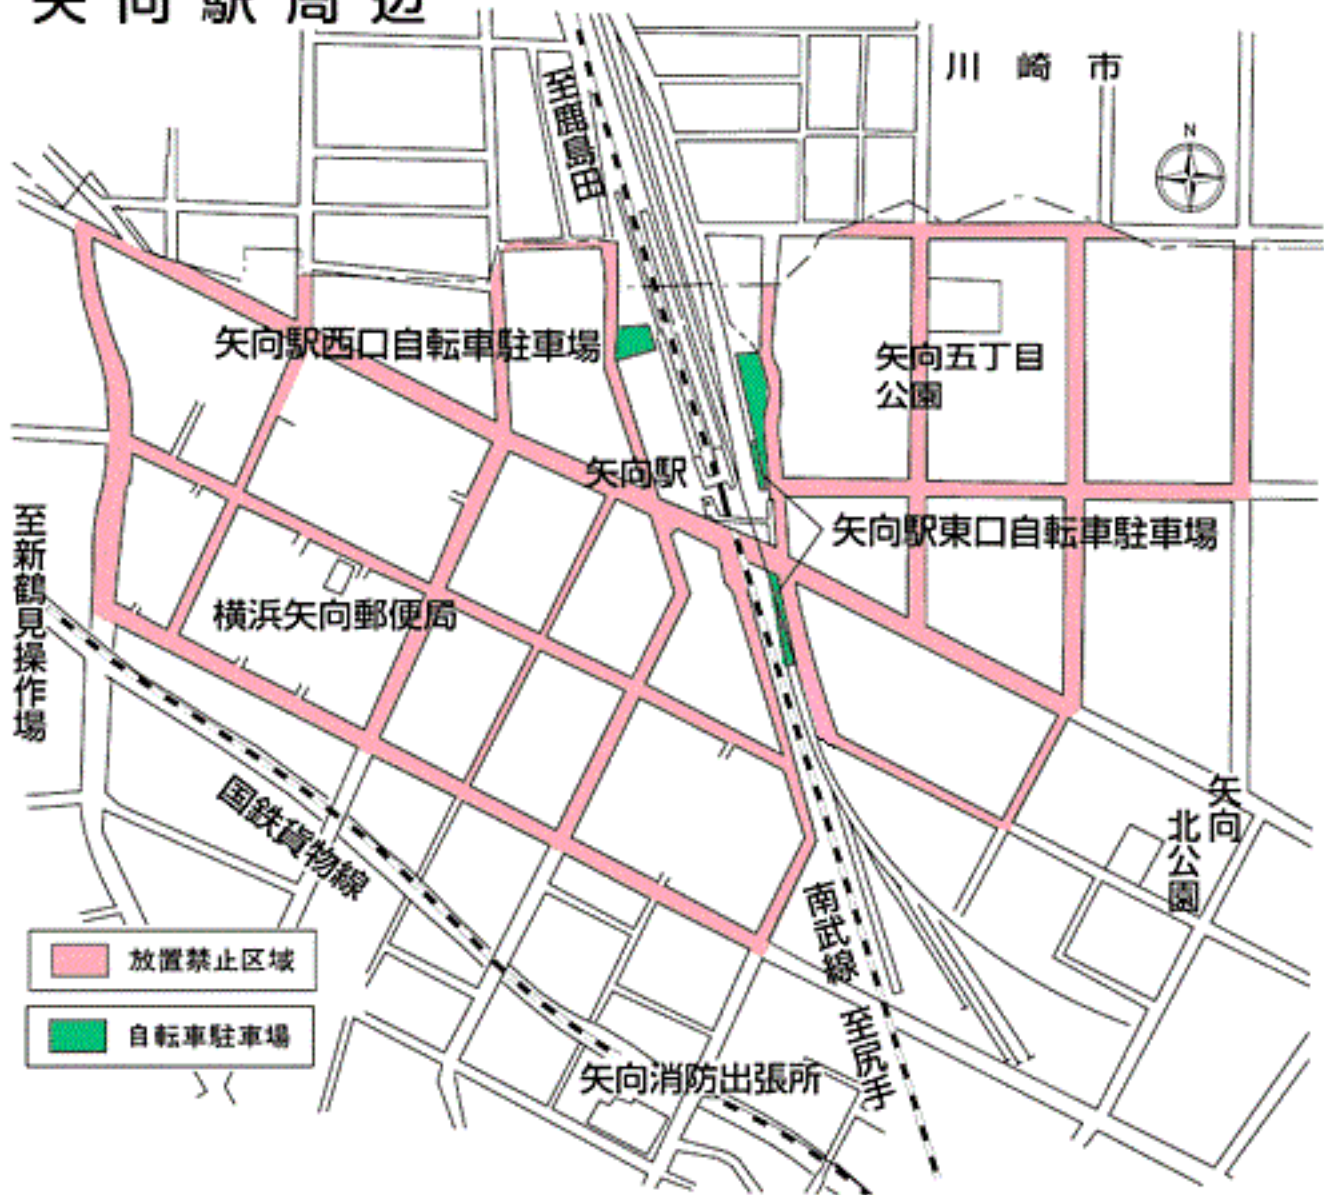 矢向駅周辺
川崎市
N
至鹿島田
矢向駅西口自転車駐車場
矢向五丁目
公園
矢向駅
矢向駅東口自転車駐車場
至新鶴見操作場
横浜矢向郵便局
国鉄貨物線
矢向
北公園
南武線
至尻手
放置禁止区域
自転車駐車場
矢向消防出張所